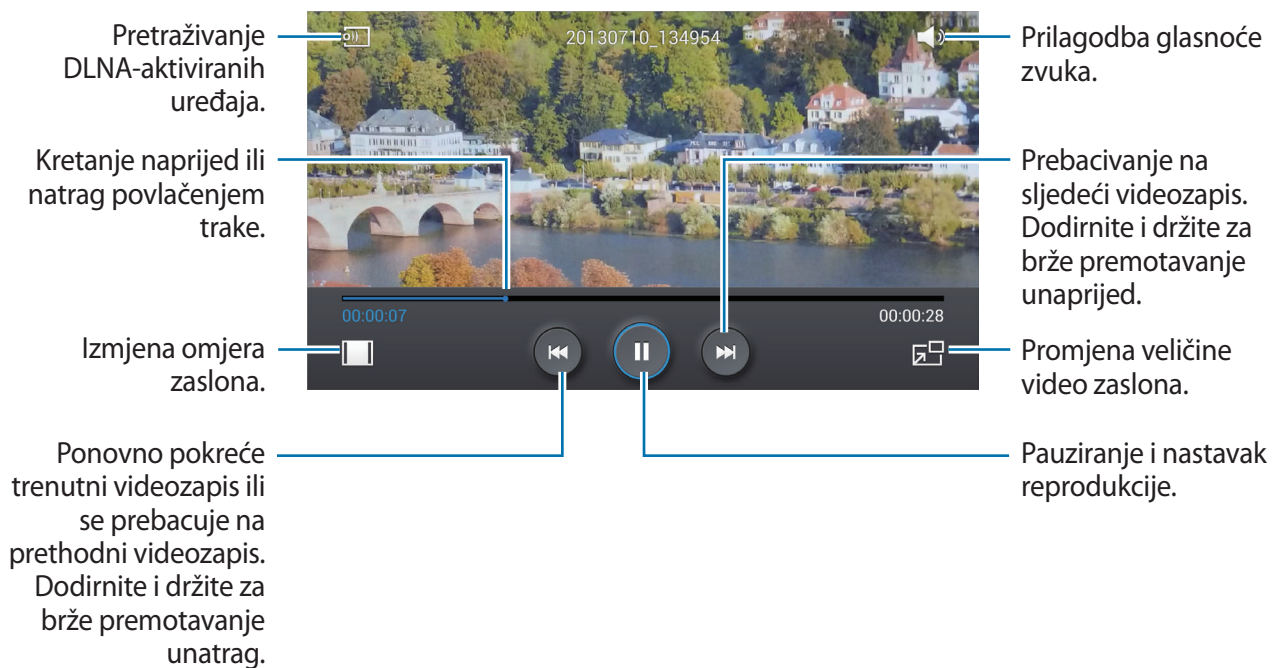 Pretraživanje
DLNA-aktiviranih
uređaja.
Kretanje naprijed ili
natrag povlačenjem
trake.
Izmjena omjera
zaslona.
Ponovno pokreće
trenutni videozapis ili
se prebacuje na
prethodni videozapis.
Dodirnite i držite za
brže premotavanje
unatrag.
20130710_134954
00:00:07
00:00:28
Prilagodba glasnoće
zvuka.
Prebacivanje na
sljedeći videozapis.
Dodirnite i držite za
brže premotavanje
unaprijed.
Promjena veličine
video zaslona.
Pauziranje i nastavak
reprodukcije.